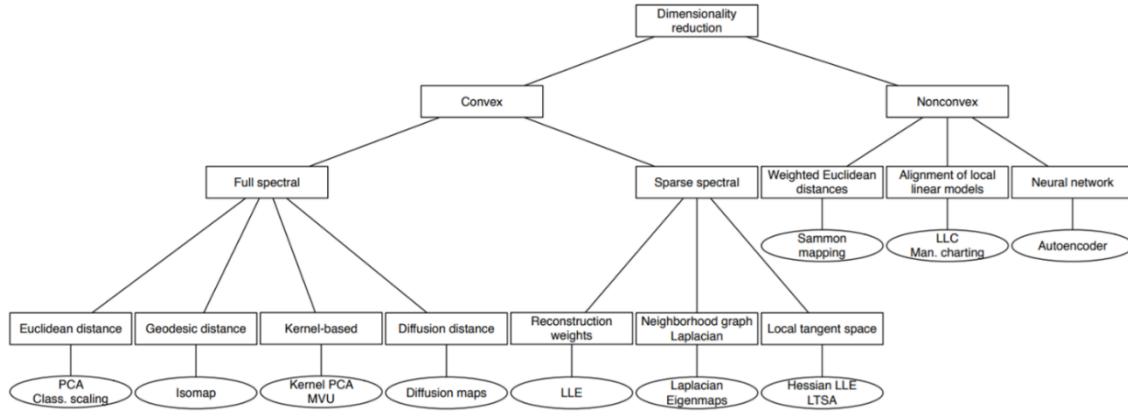 Dimensionality
reduction
Convex
Nonconvex
Full spectral
Sparse spectral
Weighted Euclidean
distances
Alignment of local
linear models
Neural network
Sammon
mapping
LLC
Man. charting
Autoencoder
Euclidean distance
Geodesic distance
Kernel-based
Diffusion distance
Reconstruction
weights
Neighborhood graph
Laplacian
Local tangent space
PCA
Class. scaling
Isomap
Kernel PCA
MVU
Diffusion maps
LLE
Laplacian
Eigenmaps
Hessian LLE
LTSA